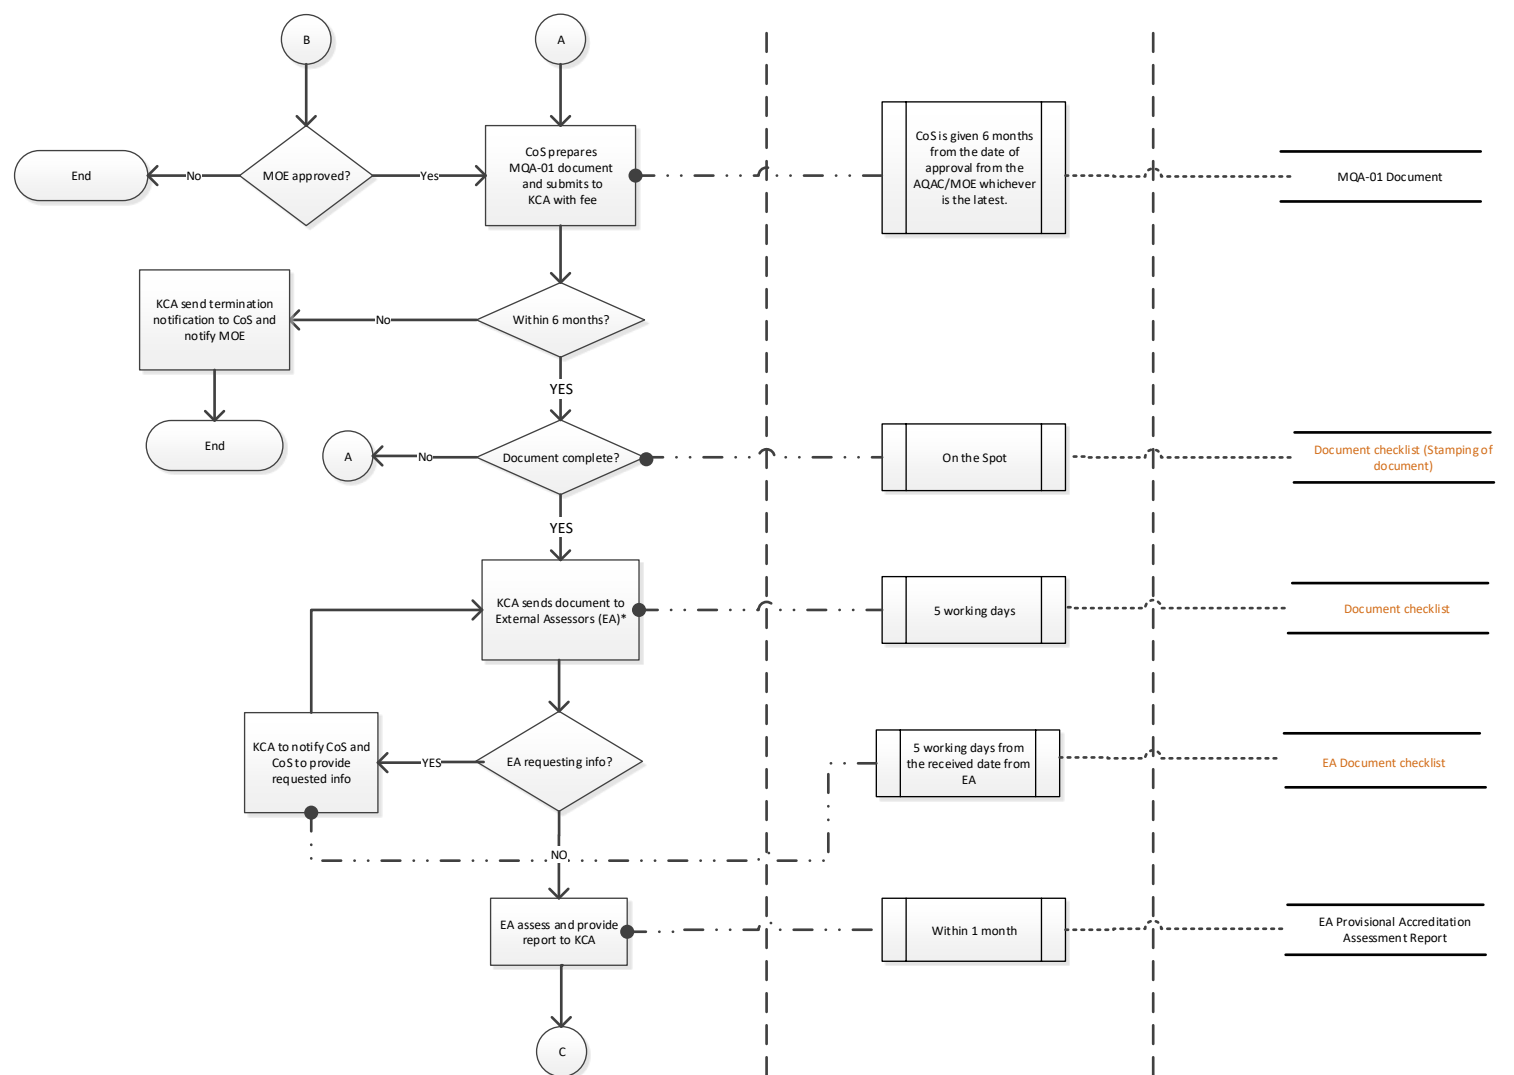 B
A
End
No
MOE approved?
Yes
CoS prepares
MQA-01 document
and submits to
KCA with fee
CoS is given 6 months
from the date of
approval from the
AQAC/MOE whichever
is the latest.
MQA-01 Document
KCA send termination
notification to CoS and
notify MOE
No
Within 6 months?
YES
End
A
No
Document complete?
On the Spot
Document checklist (Stamping of
document)
YES
KCA sends document to
External Assessors (EA)*
5 working days
Document checklist
KCA to notify CoS and
CoS to provide
requested info
YES
EA requesting info?
5 working days from
the received date from
EA
EA Document checklist
NO
EA assess and provide
report to KCA
Within 1 month
EA Provisional Accreditation
Assessment Report
C